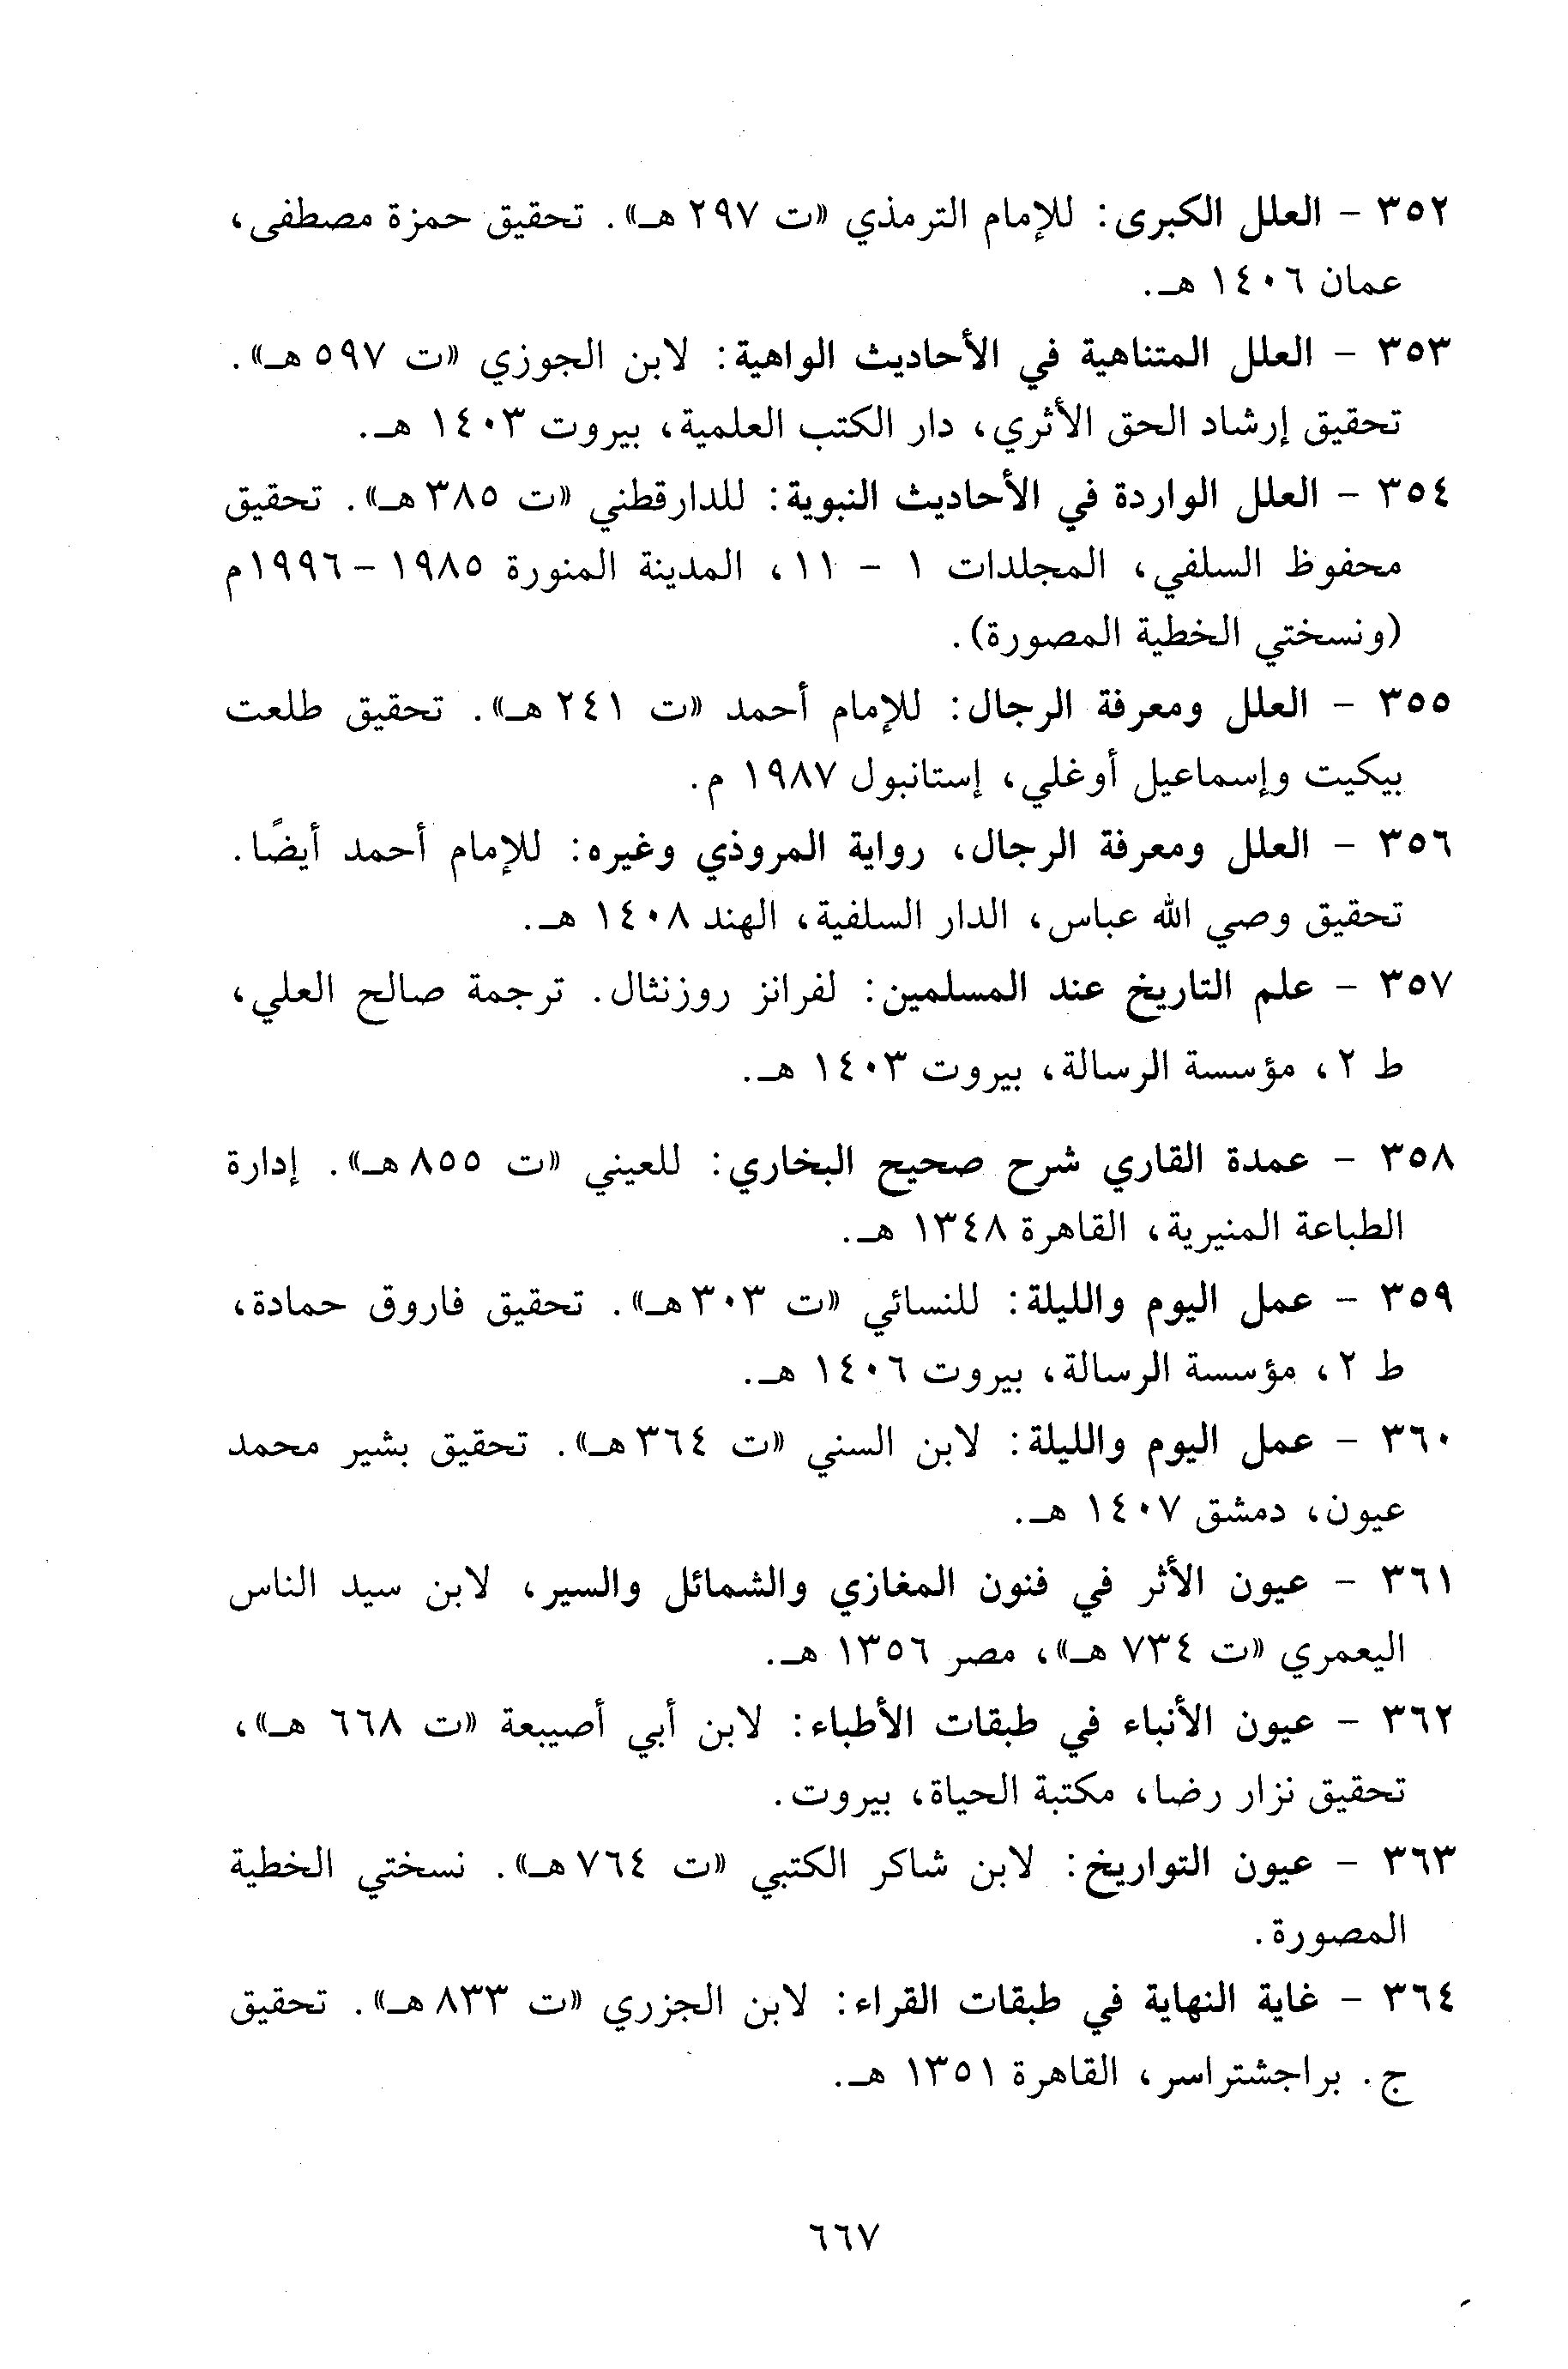 ٣٥٢ - العلل الكبرى: للإمام الترمذي «ت ٢٩٧ هـ». تحقيق حمزة مصطفى،
عمان ١٤٠٦ هـ.
٣٥٣ - العلل المتناهية في الأحاديث الواهية: لابن الجوزي «ت ٥٩٧ هـ».
تحقيق إرشاد الحق الأثري، دار الكتب العلمية، بيروت ١٤٠٣ هـ.
٣٥٤ - العلل الواردة في الأحاديث النبوية: للدارقطني «ت ٣٨٥ هـ». تحقيق
محفوظ السلفي، المجلدات ١ - ١١، المدينة المنورة ١٩٨٥ - ١٩٩٦م
(ونسختي الخطية المصورة).
٣٥٥ - العلل ومعرفة الرجال: للإمام أحمد «ت ٢٤١ هـ». تحقيق طلعت
بيكيت وإسماعيل أوغلي، إستانبول ١٩٨٧ م.
٣٥٦ - العلل ومعرفة الرجال، رواية المروذي وغيره: للإمام أحمد أيضًا.
تحقيق وصي الله عباس، الدار السلفية، الهند ١٤٠٨ هـ.
٣٥٧ - علم التاريخ عند المسلمين: لفرانز روزنثال. ترجمة صالح العلي،
ط ٢، مؤسسة الرسالة، بيروت ١٤٠٣ هـ.
٣٥٨ - عمدة القاري شرح صحيح البخاري: للعيني «ت ٨٥٥ هـ». إدارة
الطباعة المنيرية، القاهرة ١٣٤٨ هـ.
٣٥٩ - عمل اليوم والليلة: للنسائي «ت ٣٠٣ هـ». تحقيق فاروق حمادة،
ط ٢، مؤسسة الرسالة، بيروت ١٤٠٦ هـ.
٣٦٠ - عمل اليوم والليلة: لابن السني «ت ٣٦٤ هـ». تحقيق بشير محمد
عيون، دمشق ١٤٠٧ هـ.
٣٦١ - عيون الأثر في فنون المغازي والشمائل والسير، لابن سيد الناس
اليعمري «ت ٧٣٤ هـ»، مصر ١٣٥٦ هـ.
٣٦٢ - عيون الأنباء في طبقات الأطباء: لابن أبي أصيبعة «ت ٦٦٨ هـ»،
تحقيق نزار رضا، مكتبة الحياة، بيروت.
٣٦٣ - عيون التواريخ: لابن شاكر الكتبي «ت ٧٦٤ هـ». نسختي الخطية
المصورة.
٣٦٤ - غاية النهاية في طبقات القراء: لابن الجزري «ت ٨٣٣ هـ». تحقيق
ج. براجشتراسر، القاهرة ١٣٥١ هـ.
٦٦٧